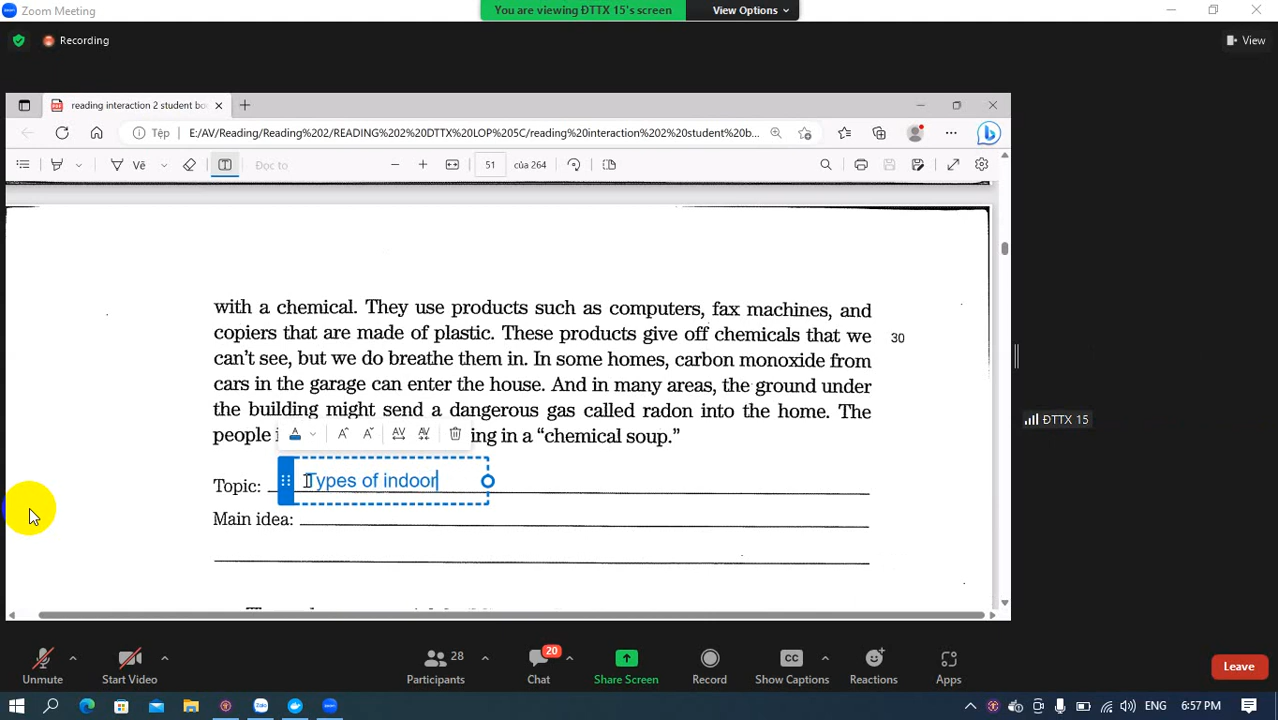 Zoom Meeting
You are viewing ĐTTX 15's screen
View Options
Recording
View
reading interaction 2 student bo
Tệp
E:/AV/Reading/Reading%202/READING%202%20DTTX%20LOP%205C/reading%20interaction%202%20student%20b...
Vẽ
Đọc to
51
của 264
with a chemical. They use products such as computers, fax machines, and
copiers that are made of plastic. These products give off chemicals that we
can't see, but we do breathe them in. In some homes, carbon monoxide from
30
cars in the garage can enter the house. And in many areas, the ground under
the building might send a dangerous gas called radon into the home. The
people i
ing in a “chemical soup.”
Topic:
Types of indoor
Main idea:
ĐTTX 15
Unmute
Start Video
28
Participants
20
Chat
Share Screen
Record
CC
Show Captions
Reactions
Apps
Leave
ENG
6:57 PM